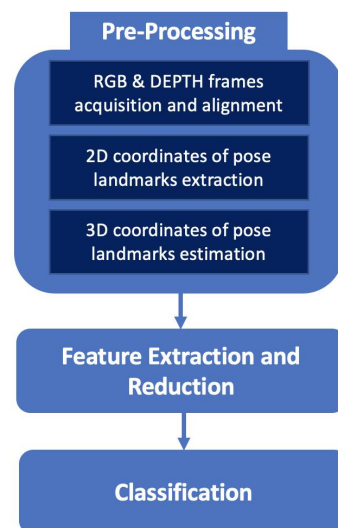 Pre-Processing
RGB & DEPTH frames
acquisition and alignment
2D coordinates of pose
landmarks extraction
3D coordinates of pose
landmarks estimation
Feature Extraction and
Reduction
Classification